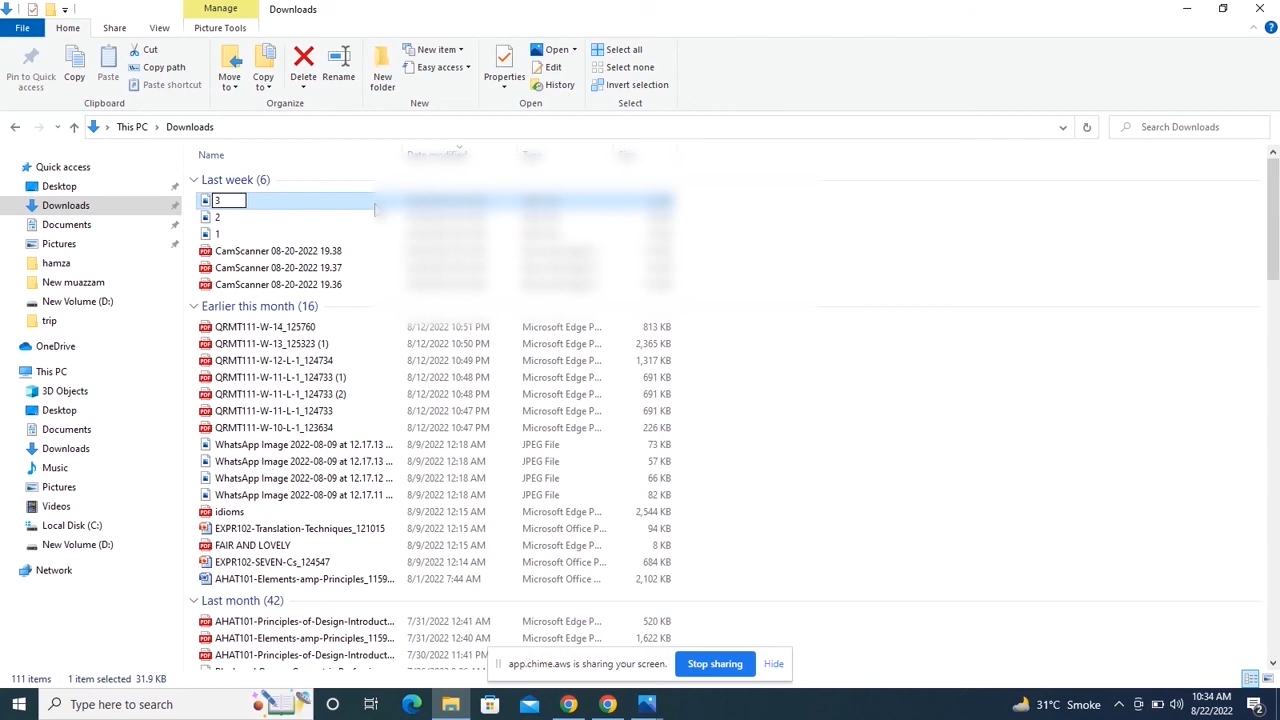 Manage
Downloads
File
Home
Share
View
Picture Tools
Pin to Quick access
Copy
Paste
Cut
Copy path
Paste shortcut
Clipboard
Move to
Copy to
Delete
Rename
Organize
New folder
New item
Easy access
New
Properties
Open
Edit
History
Open
Select all
Select none
Invert selection
Select
This PC > Downloads
Search Downloads
Quick access
Desktop
Downloads
Documents
Pictures
hamza
New muazzam
New Volume (D:)
trip
OneDrive
This PC
3D Objects
Desktop
Documents
Downloads
Music
Pictures
Videos
Local Disk (C:)
New Volume (D:)
Network
Name Date modified Type Size
Last week (6)
3
2
1
CamScanner 08-20-2022 19.38
CamScanner 08-20-2022 19.37
CamScanner 08-20-2022 19.36
Earlier this month (16)
QRMT111-W-14_125760 8/12/2022 10:51 PM Microsoft Edge P... 813 KB
QRMT111-W-13_125323 (1) 8/12/2022 10:50 PM Microsoft Edge P... 2,365 KB
QRMT111-W-12-L-1_124734 8/12/2022 10:49 PM Microsoft Edge P... 1,317 KB
QRMT111-W-11-L-1_124733 (1) 8/12/2022 10:48 PM Microsoft Edge P... 691 KB
QRMT111-W-11-L-1_124733 (2) 8/12/2022 10:48 PM Microsoft Edge P... 691 KB
QRMT111-W-11-L-1_124733 8/12/2022 10:47 PM Microsoft Edge P... 691 KB
QRMT111-W-10-L-1_123634 8/12/2022 10:47 PM Microsoft Edge P... 226 KB
WhatsApp Image 2022-08-09 at 12.17.13 ... 8/9/2022 12:18 AM JPEG File 73 KB
WhatsApp Image 2022-08-09 at 12.17.13 ... 8/9/2022 12:18 AM JPEG File 57 KB
WhatsApp Image 2022-08-09 at 12.17.12 ... 8/9/2022 12:18 AM JPEG File 66 KB
WhatsApp Image 2022-08-09 at 12.17.11 ... 8/9/2022 12:18 AM JPEG File 82 KB
idioms 8/9/2022 12:15 AM Microsoft Edge P... 2,544 KB
EXPR102-Translation-Techniques_121015 8/9/2022 12:15 AM Microsoft Office P... 94 KB
FAIR AND LOVELY 8/9/2022 12:15 AM Microsoft Edge P... 8 KB
EXPR102-SEVEN-Cs_124547 8/9/2022 12:14 AM Microsoft Office P... 684 KB
AHAT101-Elements-amp-Principles_1159... 8/1/2022 7:44 AM Microsoft Office ... 2,102 KB
Last month (42)
AHAT101-Principles-of-Design-Introduct... 7/31/2022 12:41 AM Microsoft Edge P... 520 KB
AHAT101-Elements-amp-Principles_1159... 7/31/2022 12:40 AM Microsoft Edge P... 1,622 KB
AHAT101-Principles-of-Design-Introduct... 7/30/2022 11:41 PM
app.chime.aws is sharing your screen. Stop sharing Hide
111 items 1 item selected 31.9 KB
Type here to search
31°C Smoke
10:34 AM
8/22/2022
2